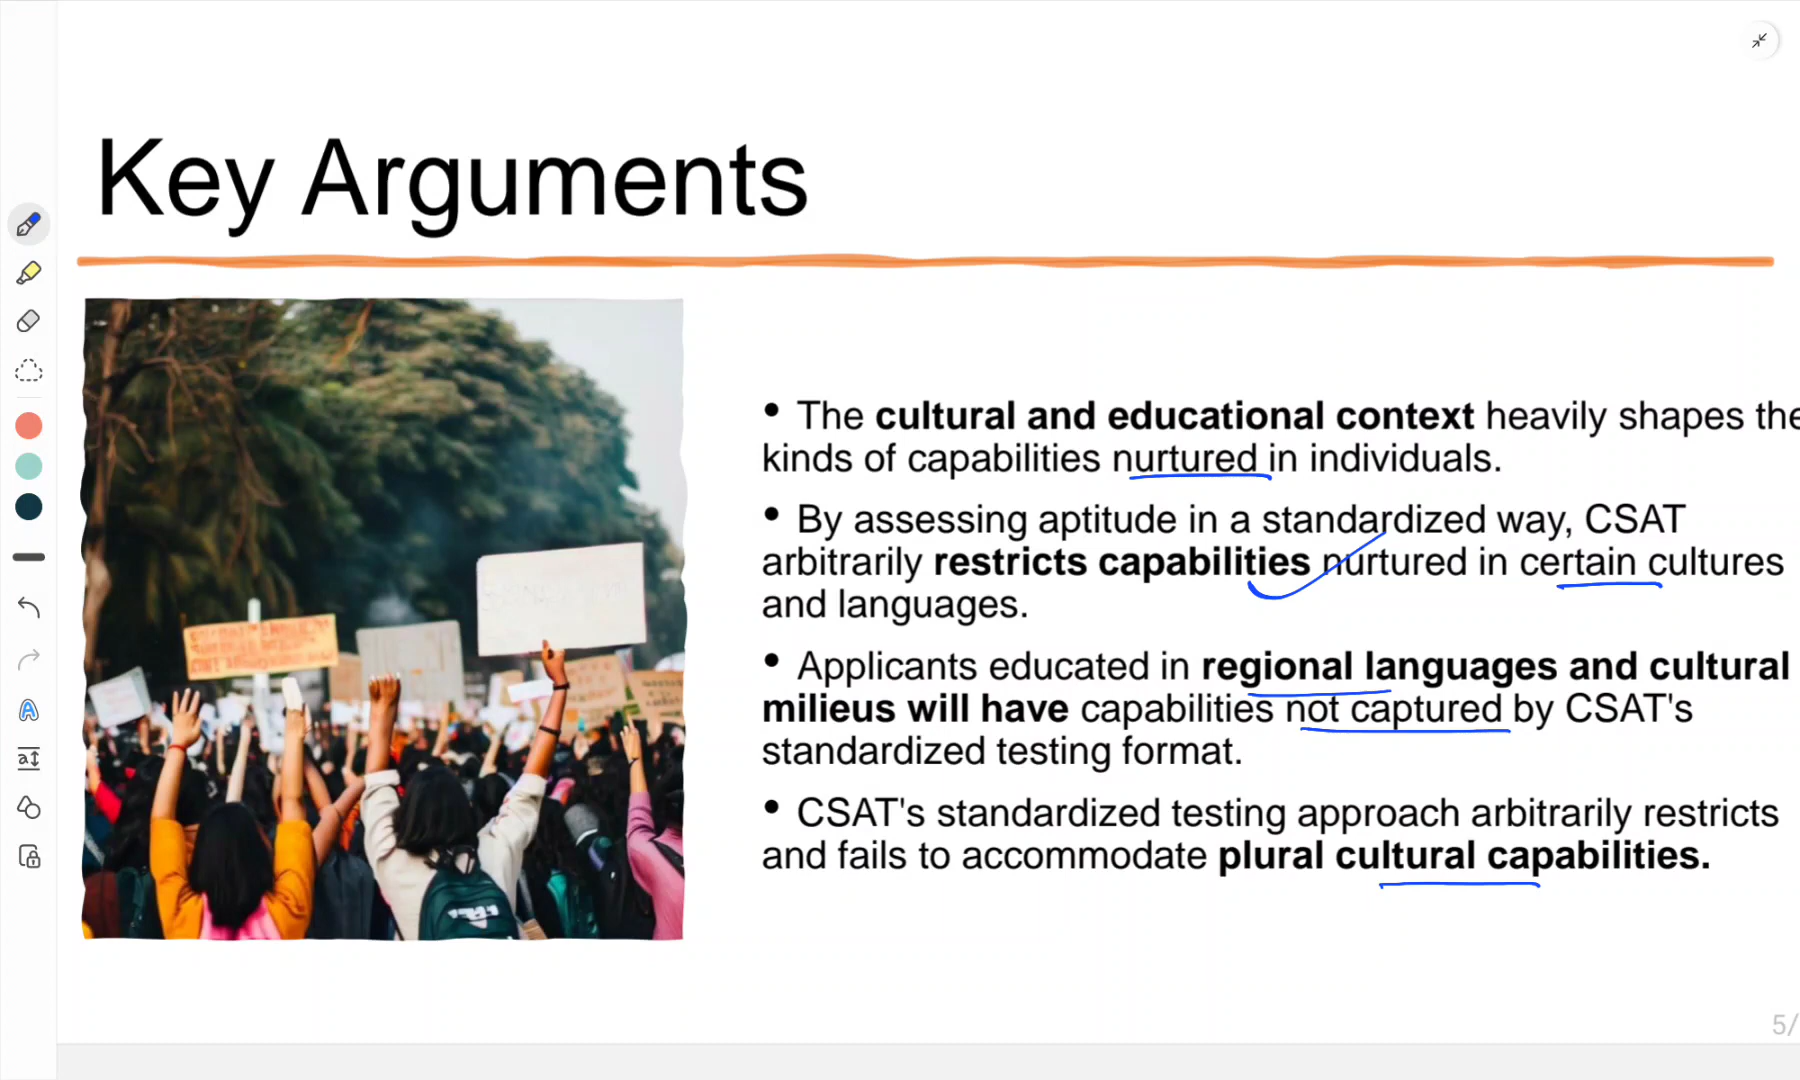 Key Arguments
• The cultural and educational context heavily shapes the
kinds of capabilities nurtured in individuals.
• By assessing aptitude in a standardized way, CSAT
arbitrarily restricts capabilities nurtured in certain cultures
and languages.
• Applicants educated in regional languages and cultural
milieus will have capabilities not captured by CSAT's
standardized testing format.
• CSAT's standardized testing approach arbitrarily restricts
and fails to accommodate plural cultural capabilities.
5/